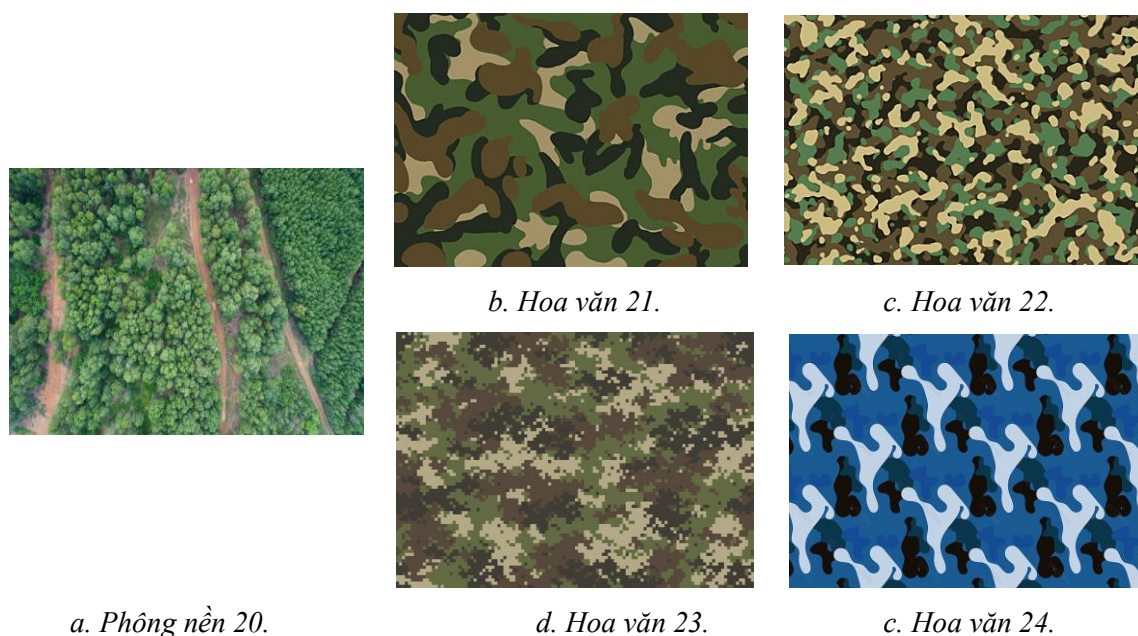 b. Hoa văn 21.
c. Hoa văn 22.
a. Phông nền 20.
d. Hoa văn 23.
c. Hoa văn 24.